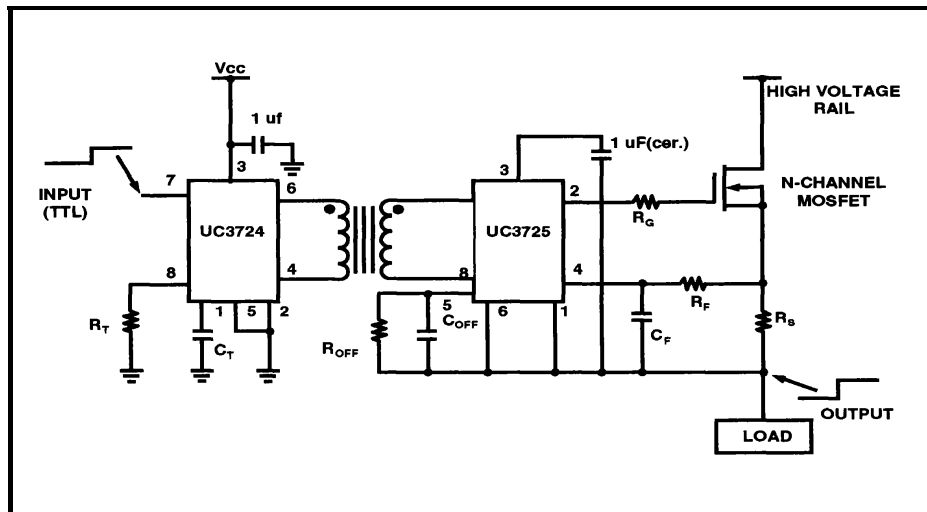 Vcc
1 uf
3
INPUT
(TTL)
7
6
UC3724
8
4
1
5
2
RT
CT
3
1 uF(cer.)
2
UC3725
8
4
5
6
1
ROFF
COFF
RG
RF
CF
RS
HIGH VOLTAGE
RAIL
N-CHANNEL
MOSFET
OUTPUT
LOAD